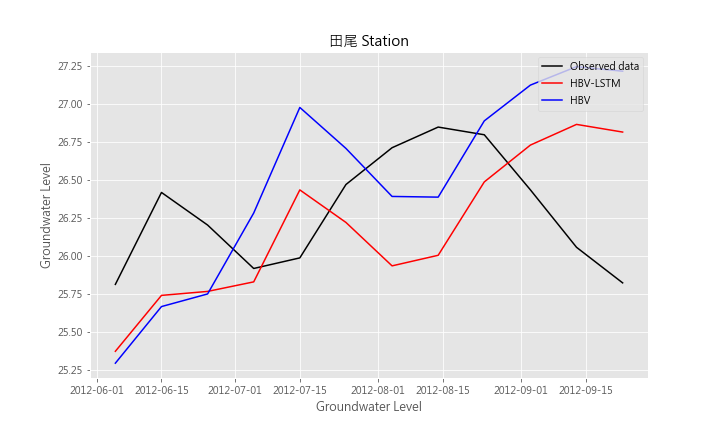 田尾 Station
Observed data
HBV-LSTM
HBV
27.25
27.00
26.75
26.50
26.25
26.00
25.75
25.50
25.25
Groundwater Level
2012-06-01 2012-06-15 2012-07-01 2012-07-15 2012-08-01 2012-08-15 2012-09-01 2012-09-15
Groundwater Level